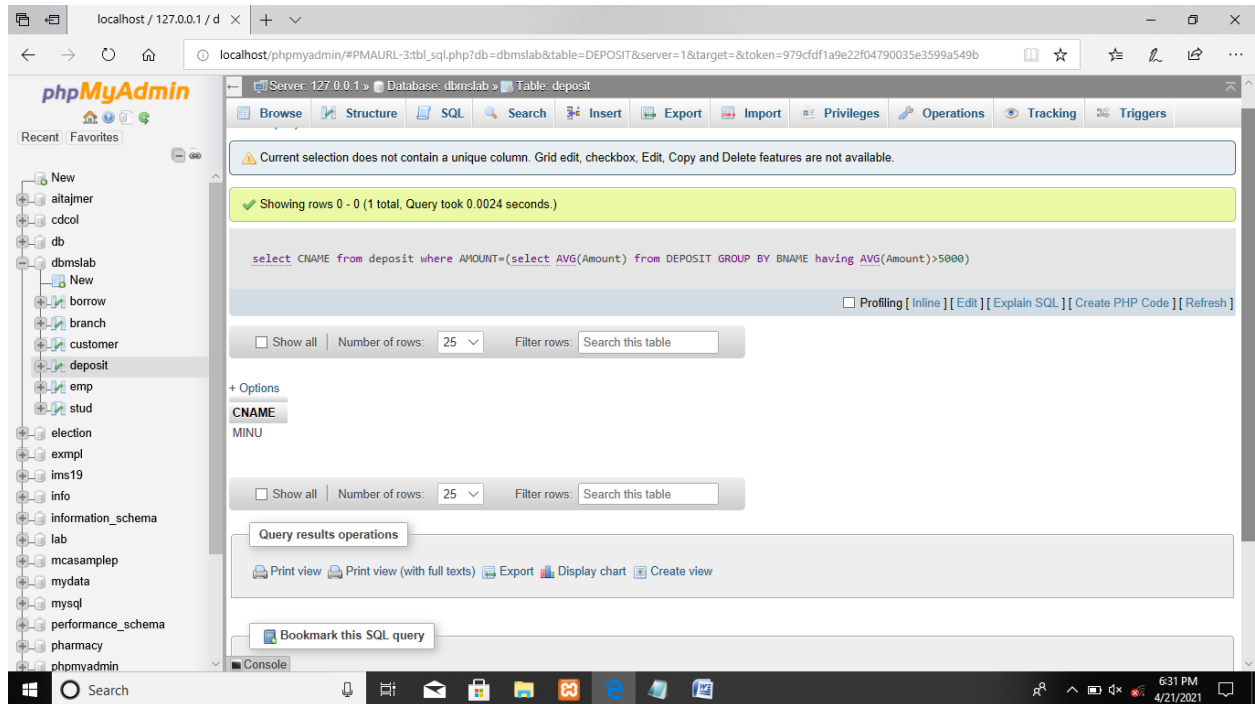 localhost / 127.0.0.1 / d
localhost/phpmyadmin/#PMAURL-3:tbl_sql.php?db=dbmslab&table=DEPOSIT&server=1&target=&token=979cfdf1a9e22f04790035e3599a549b
phpMyAdmin
Recent Favorites
New
aitajmer
cdcol
db
dbmslab
New
borrow
branch
customer
deposit
emp
stud
election
exmpl
ims19
info
information_schema
lab
mcasamplep
mydata
mysql
performance_schema
pharmacy
phpmyadmin
Server: 127.0.0.1 » Database: dbmslab » Table: deposit
Browse Structure SQL Search Insert Export Import Privileges Operations Tracking Triggers
Current selection does not contain a unique column. Grid edit, checkbox, Edit, Copy and Delete features are not available.
Showing rows 0 - 0 (1 total, Query took 0.0024 seconds.)
select CNAME from deposit where AMOUNT=(select AVG(Amount) from DEPOSIT GROUP BY BNAME having AVG(Amount)>5000)
Profiling [ Inline ] [ Edit ] [ Explain SQL ] [ Create PHP Code ] [ Refresh ]
Show all Number of rows: 25 Filter rows: Search this table
+ Options
CNAME
MINU
Show all Number of rows: 25 Filter rows: Search this table
Query results operations
Print view Print view (with full texts) Export Display chart Create view
Bookmark this SQL query
Console
Search
6:31 PM
4/21/2021